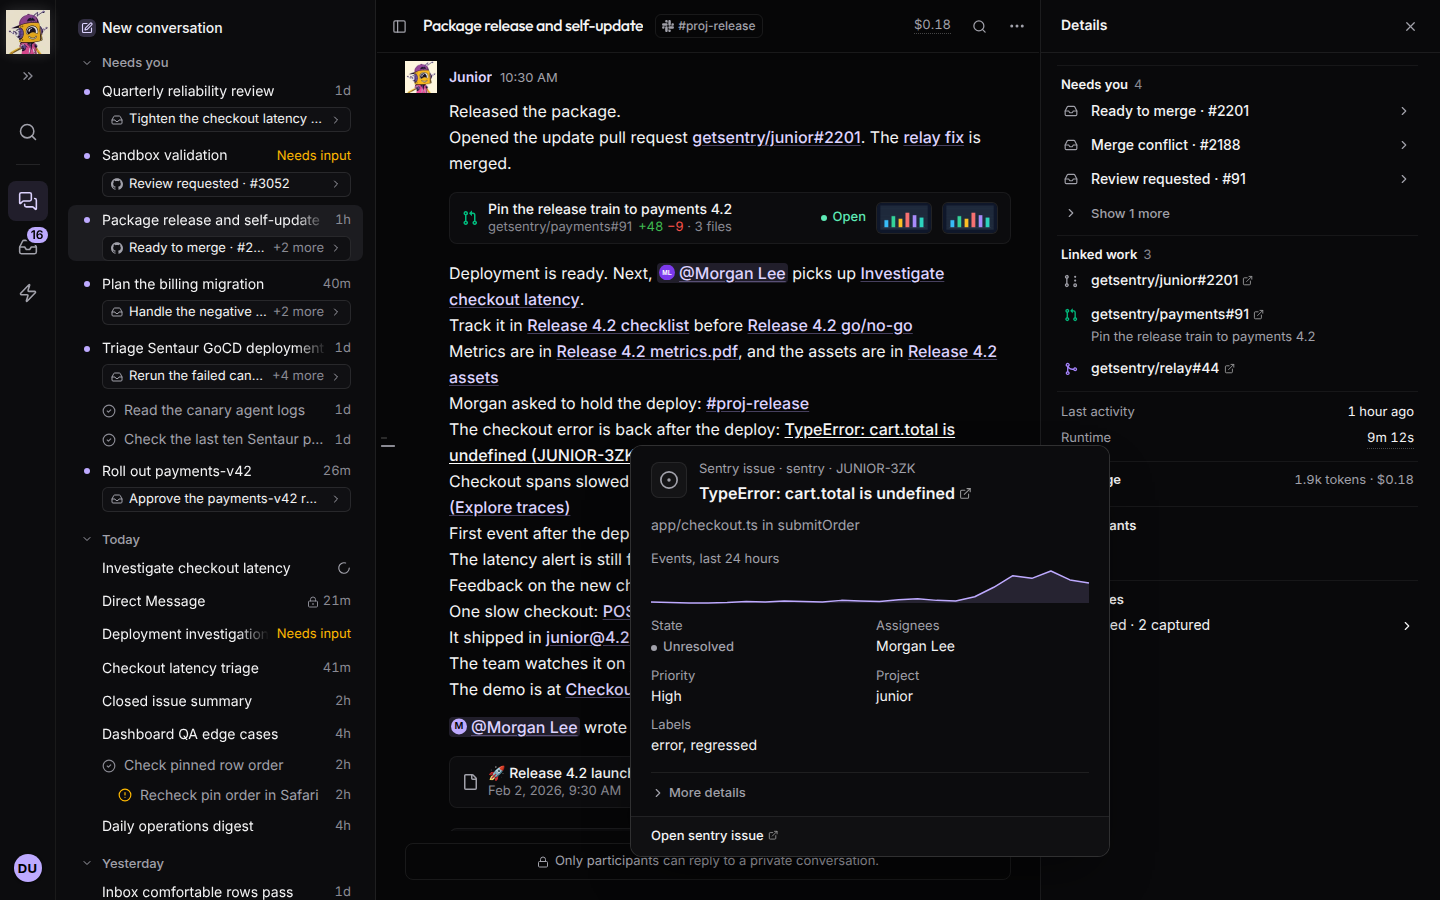 New conversation
Needs you
Quarterly reliability review 1d
Tighten the checkout latency ...
Sandbox validation Needs input
Review requested · #3052
Package release and self-update 1h
Ready to merge · #2... +2 more
Plan the billing migration 40m
Handle the negative ... +2 more
Triage Sentaur GoCD deployment 1d
Rerun the failed can... +4 more
Read the canary agent logs 1d
Check the last ten Sentaur p... 1d
Roll out payments-v42 26m
Approve the payments-v42 r...
Today
Investigate checkout latency
Direct Message 21m
Deployment investigation Needs input
Checkout latency triage 41m
Closed issue summary 2h
Dashboard QA edge cases 4h
Check pinned row order 2h
Recheck pin order in Safari 2h
Daily operations digest 4h
Yesterday
Inbox comfortable rows pass 1d
16
DU
Package release and self-update #proj-release $0.18
Junior 10:30 AM
Released the package.
Opened the update pull request getsentry/junior#2201. The relay fix is
merged.
Pin the release train to payments 4.2
getsentry/payments#91 +48 −9 · 3 files
Open
Deployment is ready. Next, ML @Morgan Lee picks up Investigate
checkout latency.
Track it in Release 4.2 checklist before Release 4.2 go/no-go
Metrics are in Release 4.2 metrics.pdf, and the assets are in Release 4.2
assets
Morgan asked to hold the deploy: #proj-release
The checkout error is back after the deploy: TypeError: cart.total is
undefined (JUNIOR-3ZK
Checkout spans slowed
(Explore traces)
First event after the dep
The latency alert is still f
Feedback on the new ch
One slow checkout: POS
It shipped in junior@4.2
The team watches it on
The demo is at Checkou
M @Morgan Lee wrote
🚀 Release 4.2 launch
Feb 2, 2026, 9:30 AM
Only participants can reply to a private conversation.
Sentry issue · sentry · JUNIOR-3ZK
TypeError: cart.total is undefined
app/checkout.ts in submitOrder
Events, last 24 hours
State Assignees
Unresolved Morgan Lee
Priority Project
High junior
Labels
error, regressed
More details
Open sentry issue
Details
Needs you 4
Ready to merge · #2201
Merge conflict · #2188
Review requested · #91
Show 1 more
Linked work 3
getsentry/junior#2201
getsentry/payments#91
Pin the release train to payments 4.2
getsentry/relay#44
Last activity 1 hour ago
Runtime 9m 12s
ge 1.9k tokens · $0.18
ants
es
ed · 2 captured